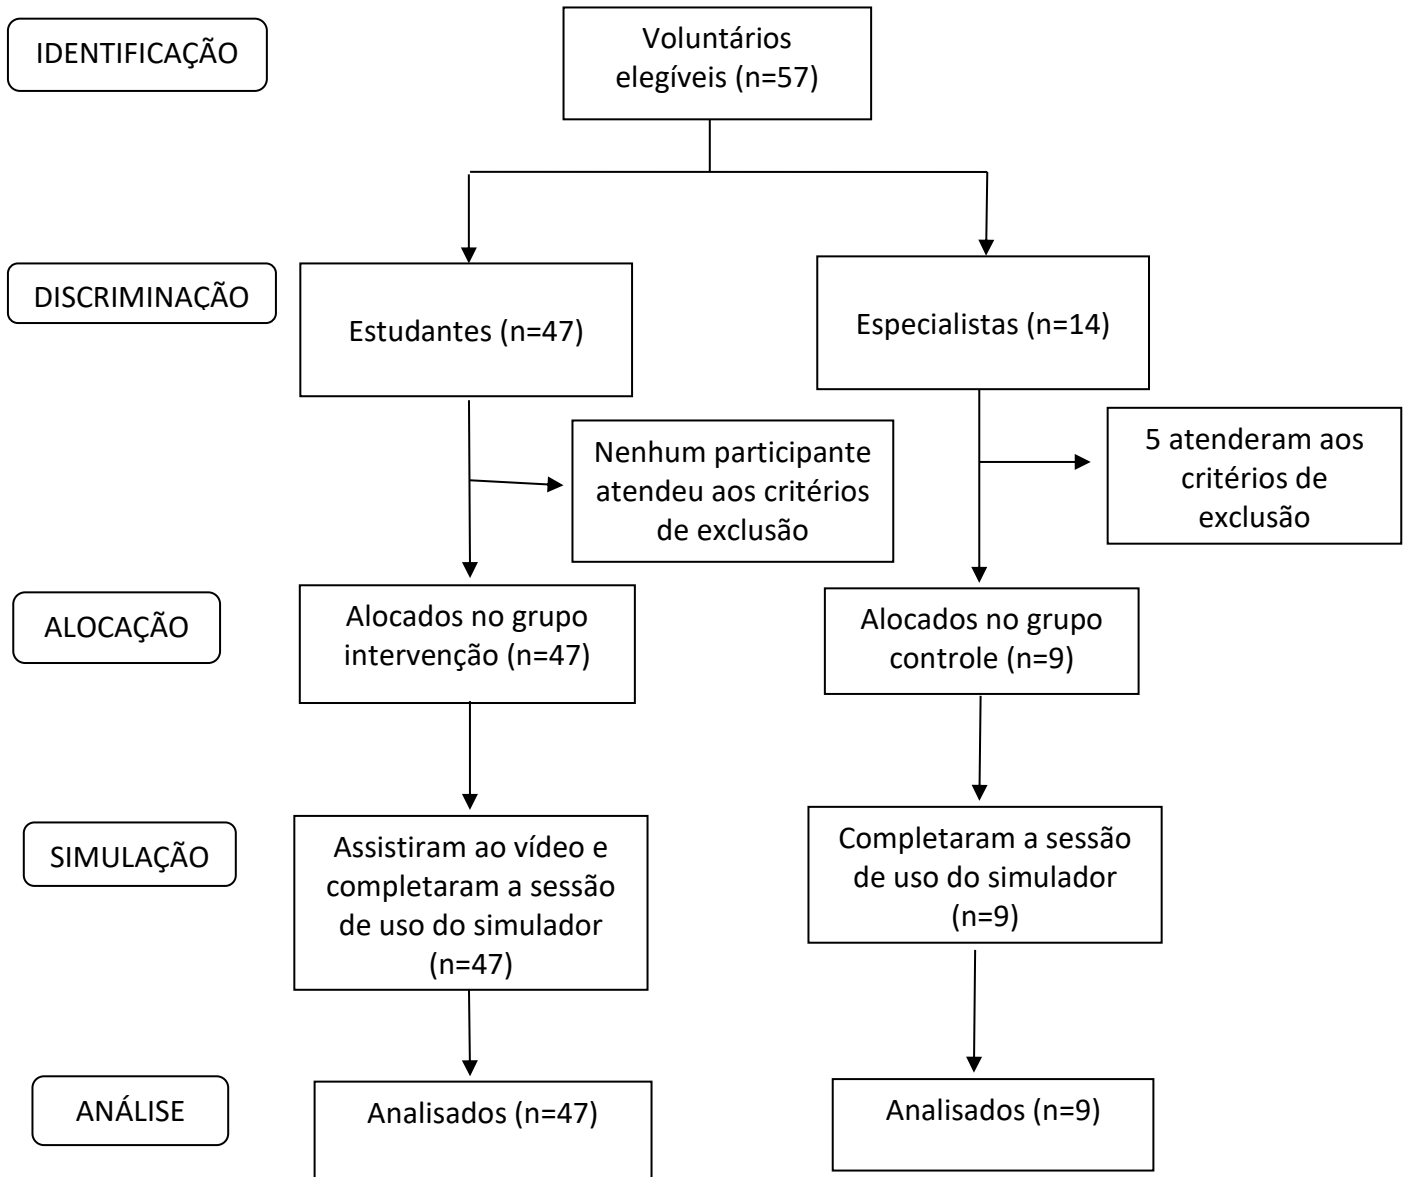 IDENTIFICAÇÃO
Voluntários
elegíveis (n=57)
DISCRIMINAÇÃO
Estudantes (n=47)
Especialistas (n=14)
Nenhum participante
atendeu aos critérios
de exclusão
5 atenderam aos
critérios de
exclusão
ALOCAÇÃO
Alocados no grupo
intervenção (n=47)
Alocados no grupo
controle (n=9)
SIMULAÇÃO
Assistiram ao vídeo e
completaram a sessão
de uso do simulador
(n=47)
Completaram a sessão
de uso do simulador
(n=9)
ANÁLISE
Analisados (n=47)
Analisados (n=9)